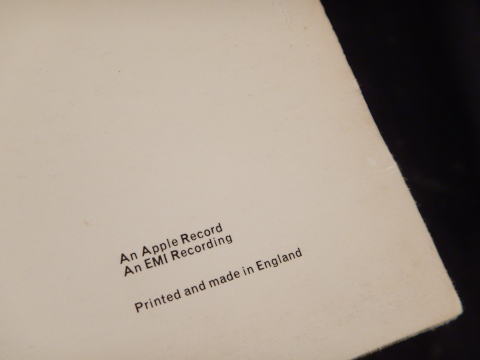 An Apple Record
An EMI Recording
Printed and made in England